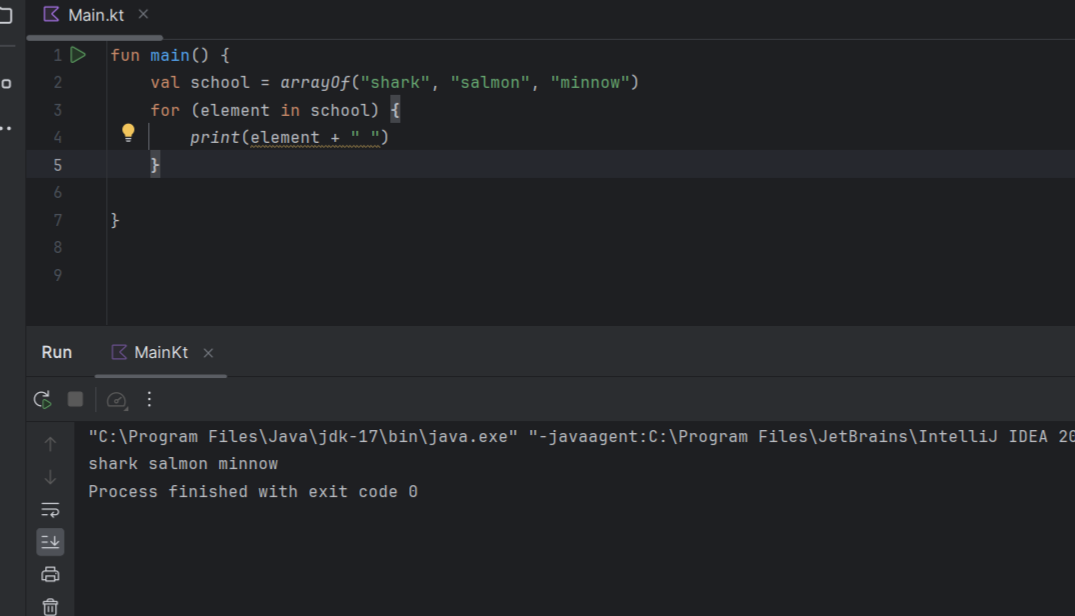 Main.kt
1 fun main() {
2 val school = arrayOf("shark", "salmon", "minnow")
3 for (element in school) {
4 print(element + " ")
5 }
6
7 }
8
9
Run MainKt
"C:\Program Files\Java\jdk-17\bin\java.exe" "-javaagent:C:\Program Files\JetBrains\IntelliJ IDEA 20
shark salmon minnow
Process finished with exit code 0